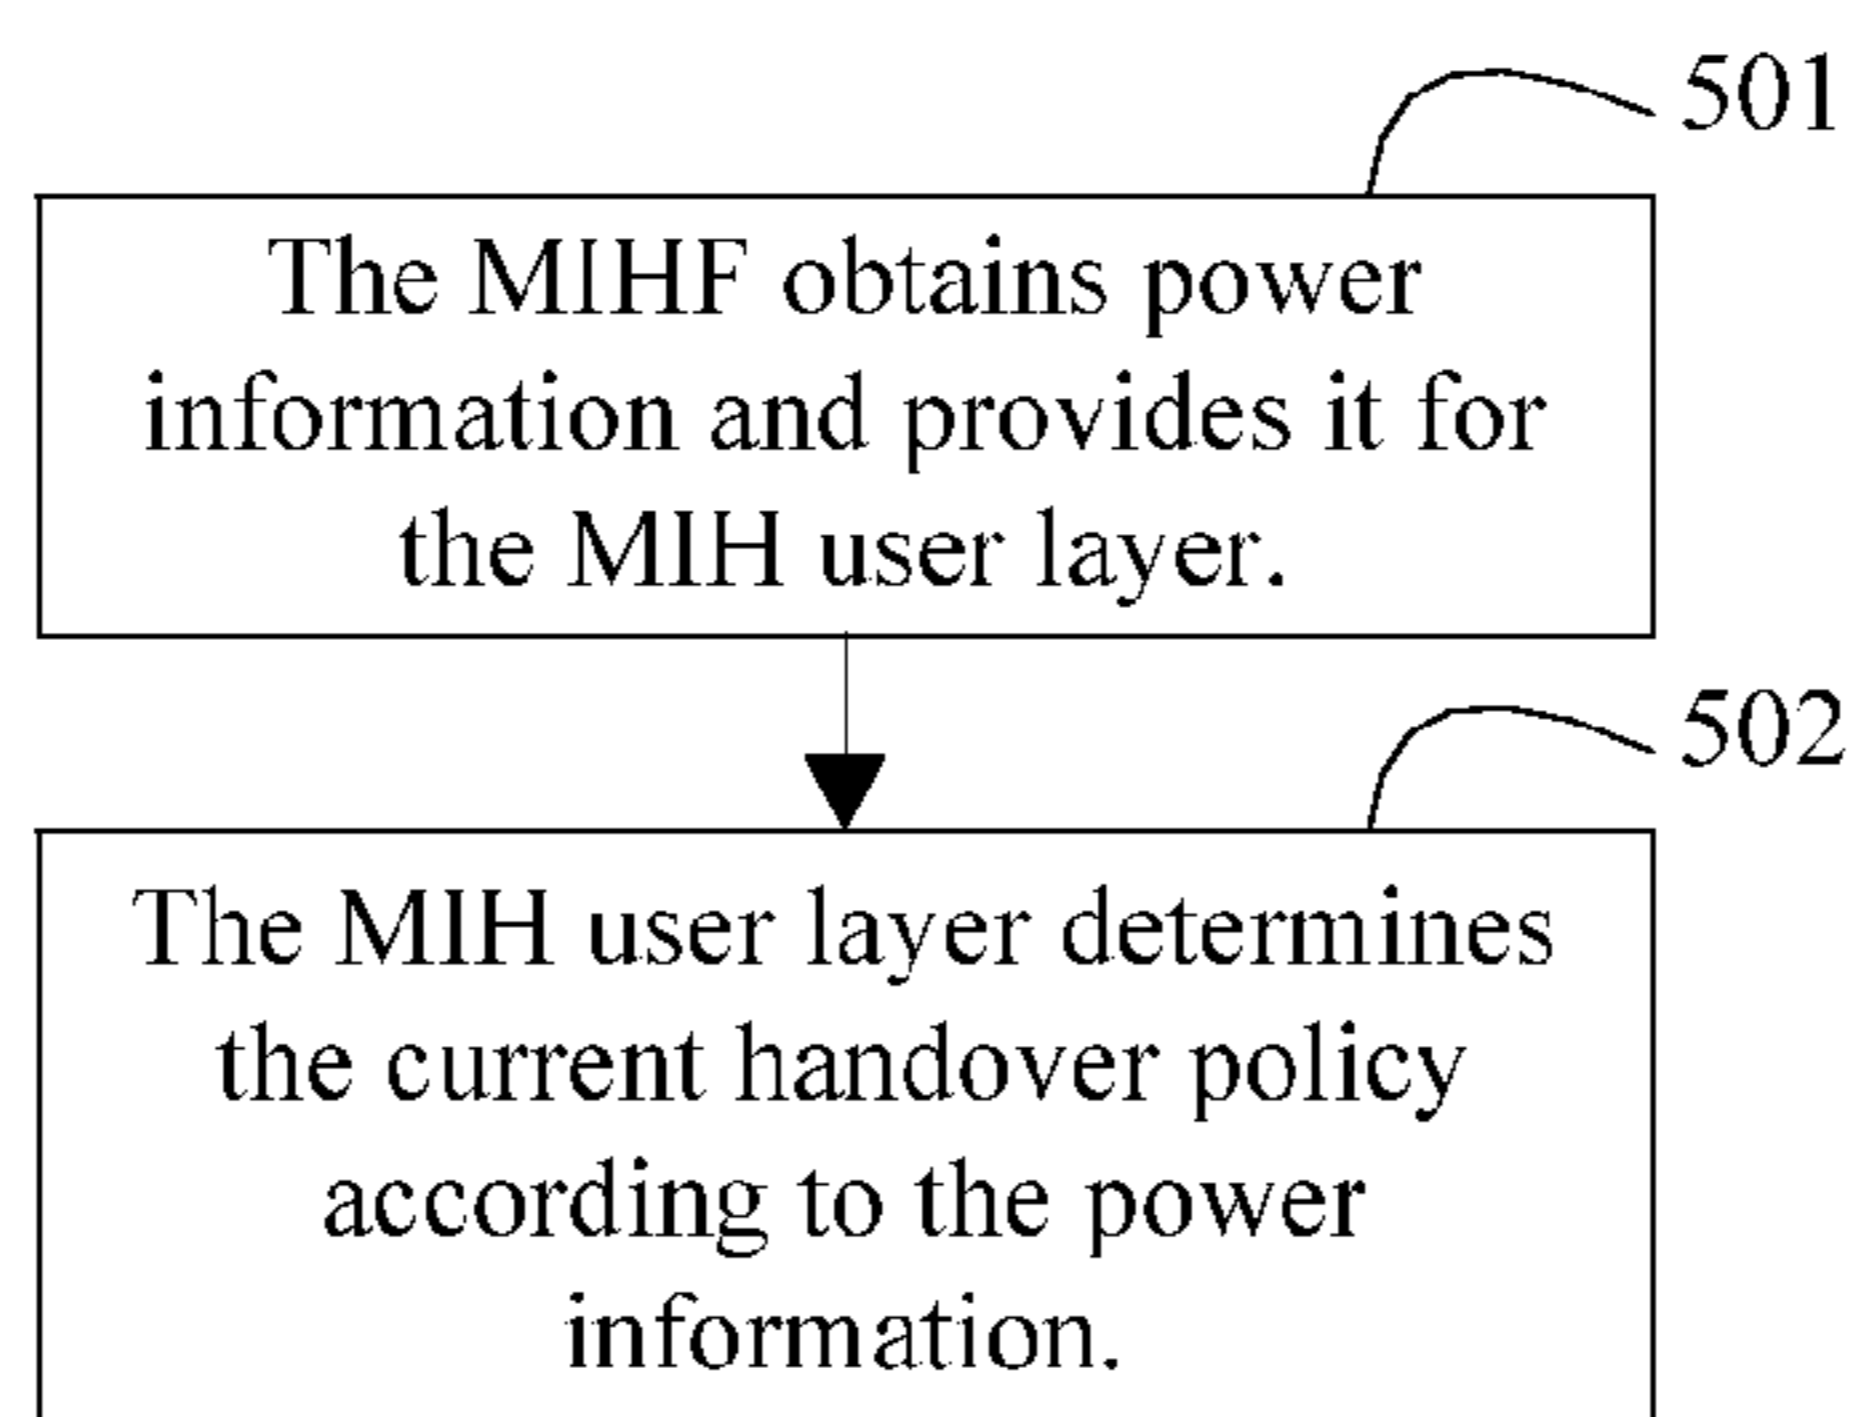 501
The MIHF obtains power
information and provides it for
the MIH user layer.
502
The MIH user layer determines
the current handover policy
according to the power
information.